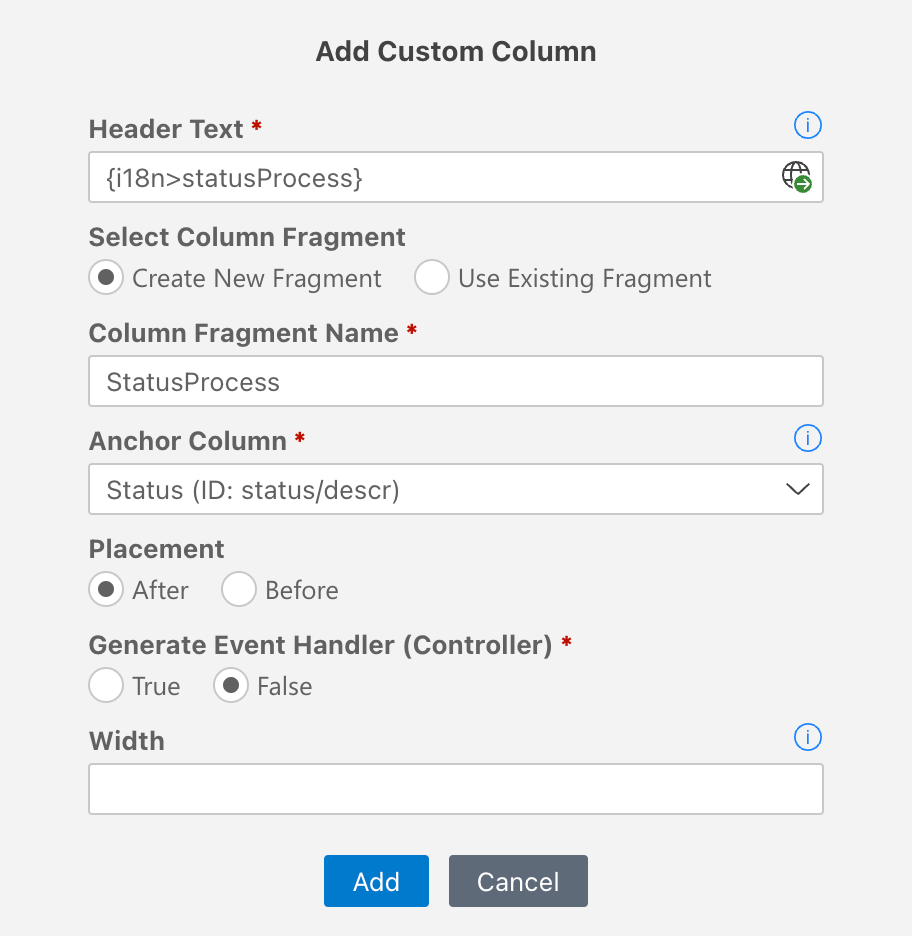 Add Custom Column
Header Text *
{i18n>statusProcess}
Select Column Fragment
Create New Fragment Use Existing Fragment
Column Fragment Name *
StatusProcess
Anchor Column *
Status (ID: status/descr)
Placement
After Before
Generate Event Handler (Controller) *
True False
Width
Add Cancel